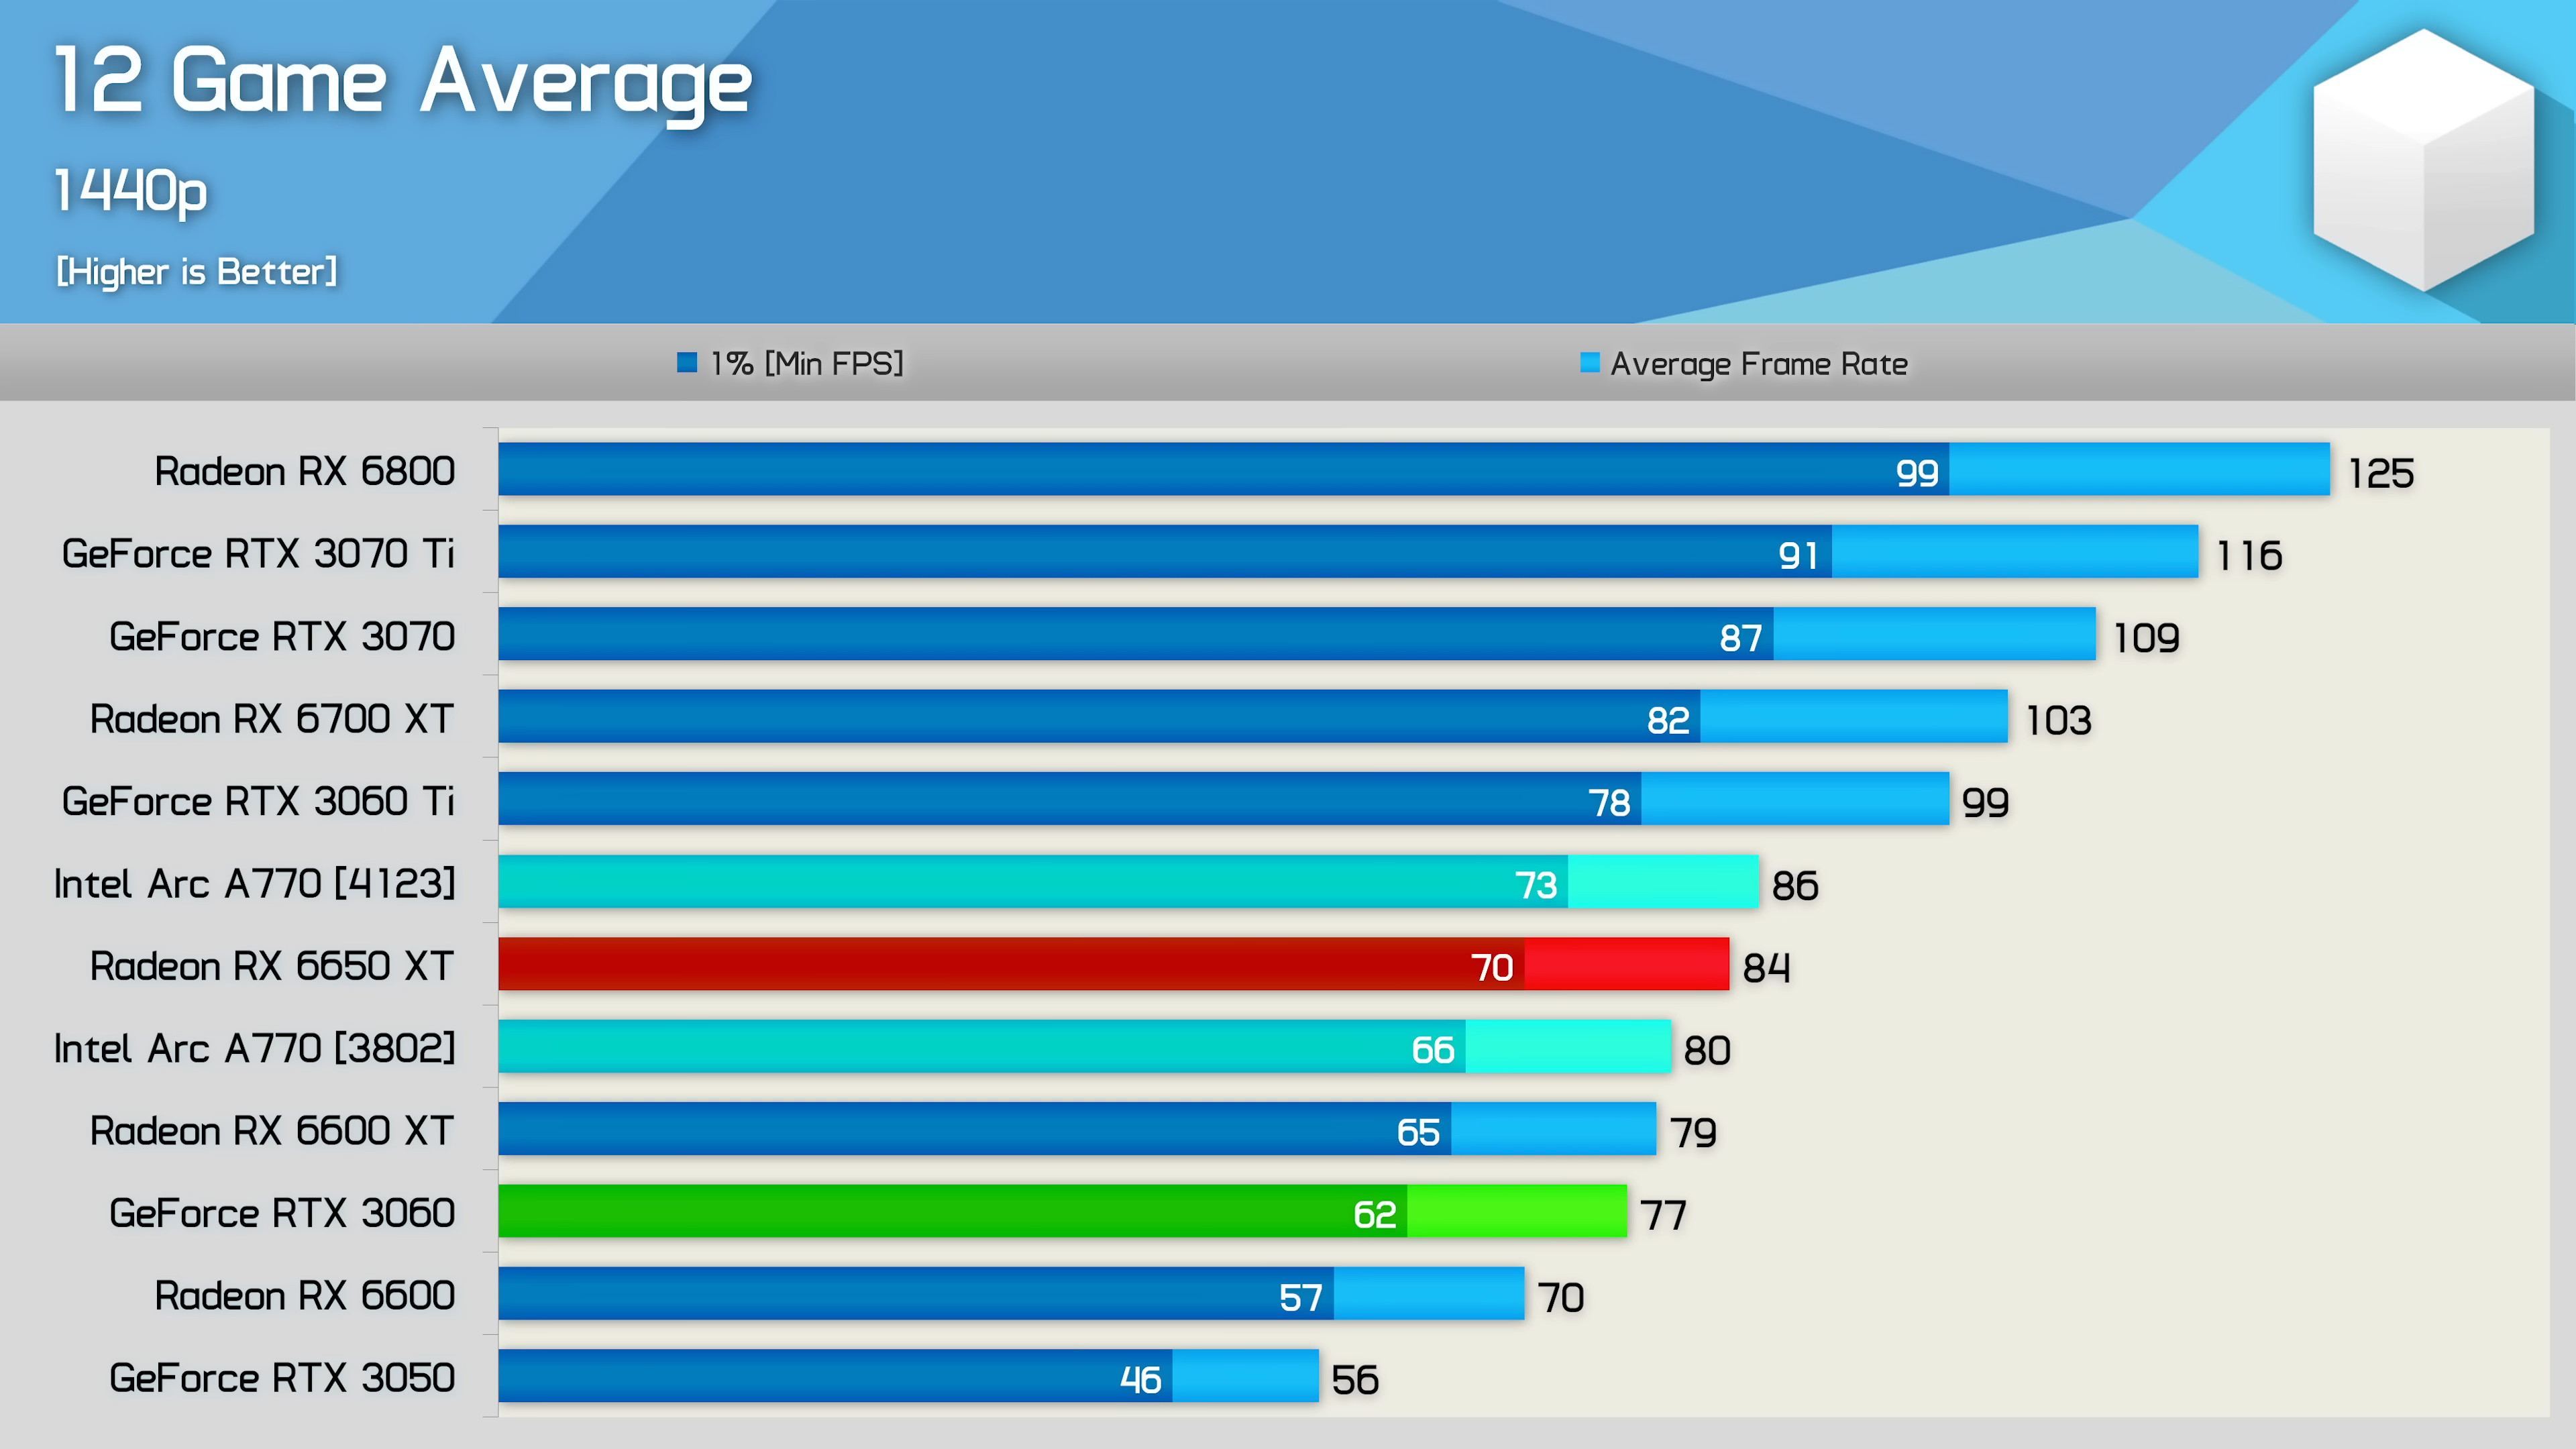 12 Game Average
1440p
[Higher is Better]
1% [Min FPS] Average Frame Rate
Radeon RX 6800 99 125
GeForce RTX 3070 Ti 91 116
GeForce RTX 3070 87 109
Radeon RX 6700 XT 82 103
GeForce RTX 3060 Ti 78 99
Intel Arc A770 [4123] 73 86
Radeon RX 6650 XT 70 84
Intel Arc A770 [3802] 66 80
Radeon RX 6600 XT 65 79
GeForce RTX 3060 62 77
Radeon RX 6600 57 70
GeForce RTX 3050 46 56